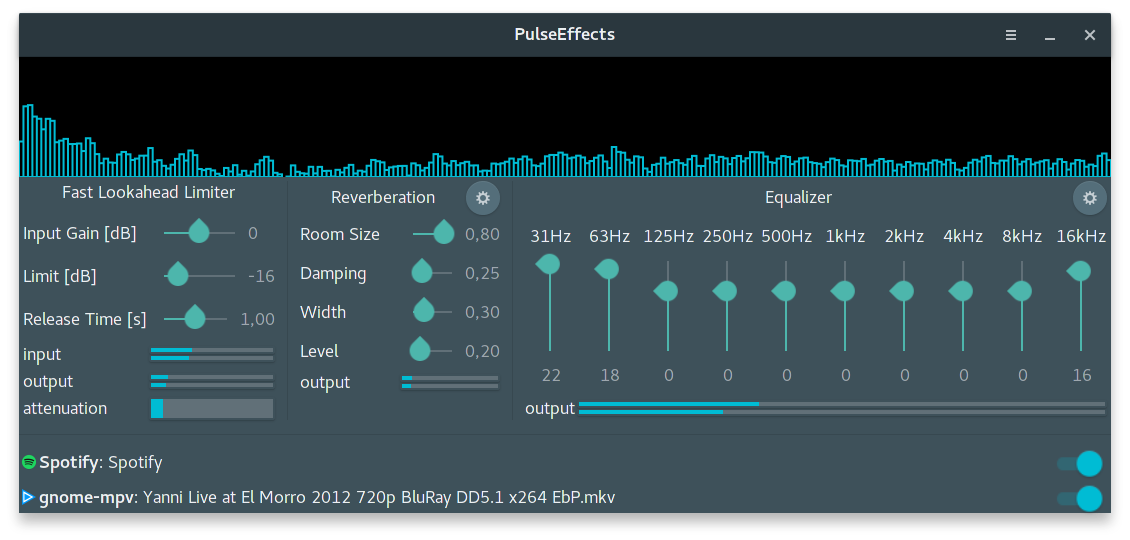 PulseEffects
Fast Lookahead Limiter
Input Gain [dB] 0
Limit [dB] -16
Release Time [s] 1,00
input
output
attenuation
Reverberation
Room Size 0,80
Damping 0,25
Width 0,30
Level 0,20
output
Equalizer
31Hz 63Hz 125Hz 250Hz 500Hz 1kHz 2kHz 4kHz 8kHz 16kHz
22 18 0 0 0 0 0 0 0 16
output
Spotify: Spotify
gnome-mpv: Yanni Live at El Morro 2012 720p BluRay DD5.1 x264 EbP.mkv